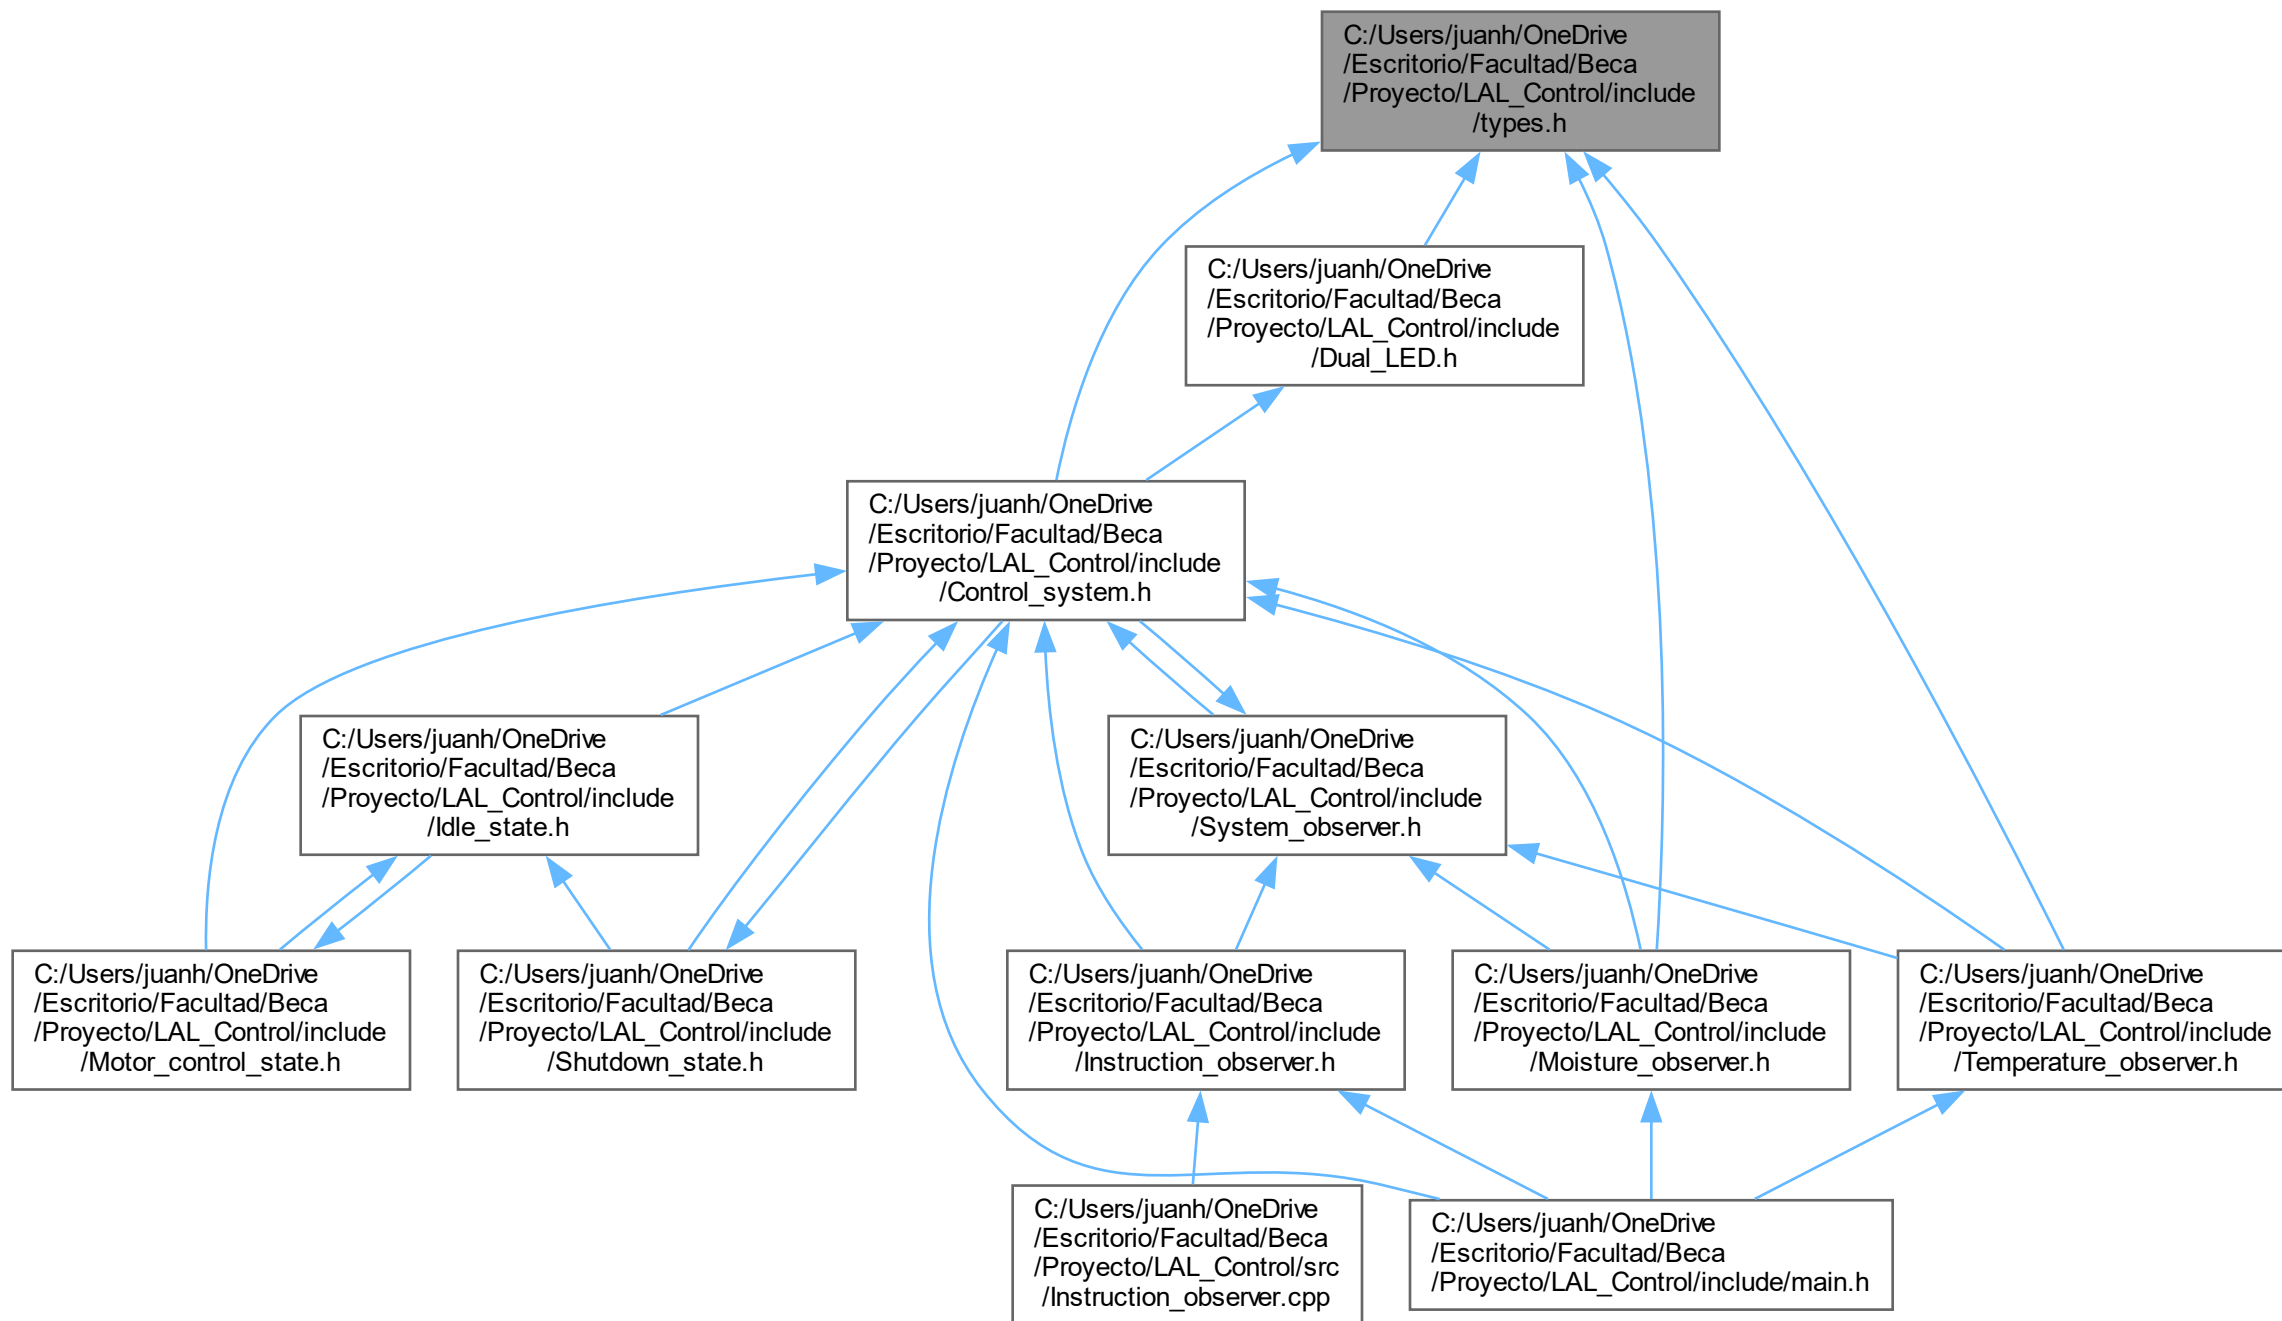 C:/Users/juanh/OneDrive
/Escritorio/Facultad/Beca
/Proyecto/LAL_Control/include
/types.h
C:/Users/juanh/OneDrive
/Escritorio/Facultad/Beca
/Proyecto/LAL_Control/include
/Dual_LED.h
C:/Users/juanh/OneDrive
/Escritorio/Facultad/Beca
/Proyecto/LAL_Control/include
/Control_system.h
C:/Users/juanh/OneDrive
/Escritorio/Facultad/Beca
/Proyecto/LAL_Control/include
/Idle_state.h
C:/Users/juanh/OneDrive
/Escritorio/Facultad/Beca
/Proyecto/LAL_Control/include
/System_observer.h
C:/Users/juanh/OneDrive
/Escritorio/Facultad/Beca
/Proyecto/LAL_Control/include
/Motor_control_state.h
C:/Users/juanh/OneDrive
/Escritorio/Facultad/Beca
/Proyecto/LAL_Control/include
/Shutdown_state.h
C:/Users/juanh/OneDrive
/Escritorio/Facultad/Beca
/Proyecto/LAL_Control/include
/Instruction_observer.h
C:/Users/juanh/OneDrive
/Escritorio/Facultad/Beca
/Proyecto/LAL_Control/include
/Moisture_observer.h
C:/Users/juanh/OneDrive
/Escritorio/Facultad/Beca
/Proyecto/LAL_Control/include
/Temperature_observer.h
C:/Users/juanh/OneDrive
/Escritorio/Facultad/Beca
/Proyecto/LAL_Control/src
/Instruction_observer.cpp
C:/Users/juanh/OneDrive
/Escritorio/Facultad/Beca
/Proyecto/LAL_Control/include/main.h